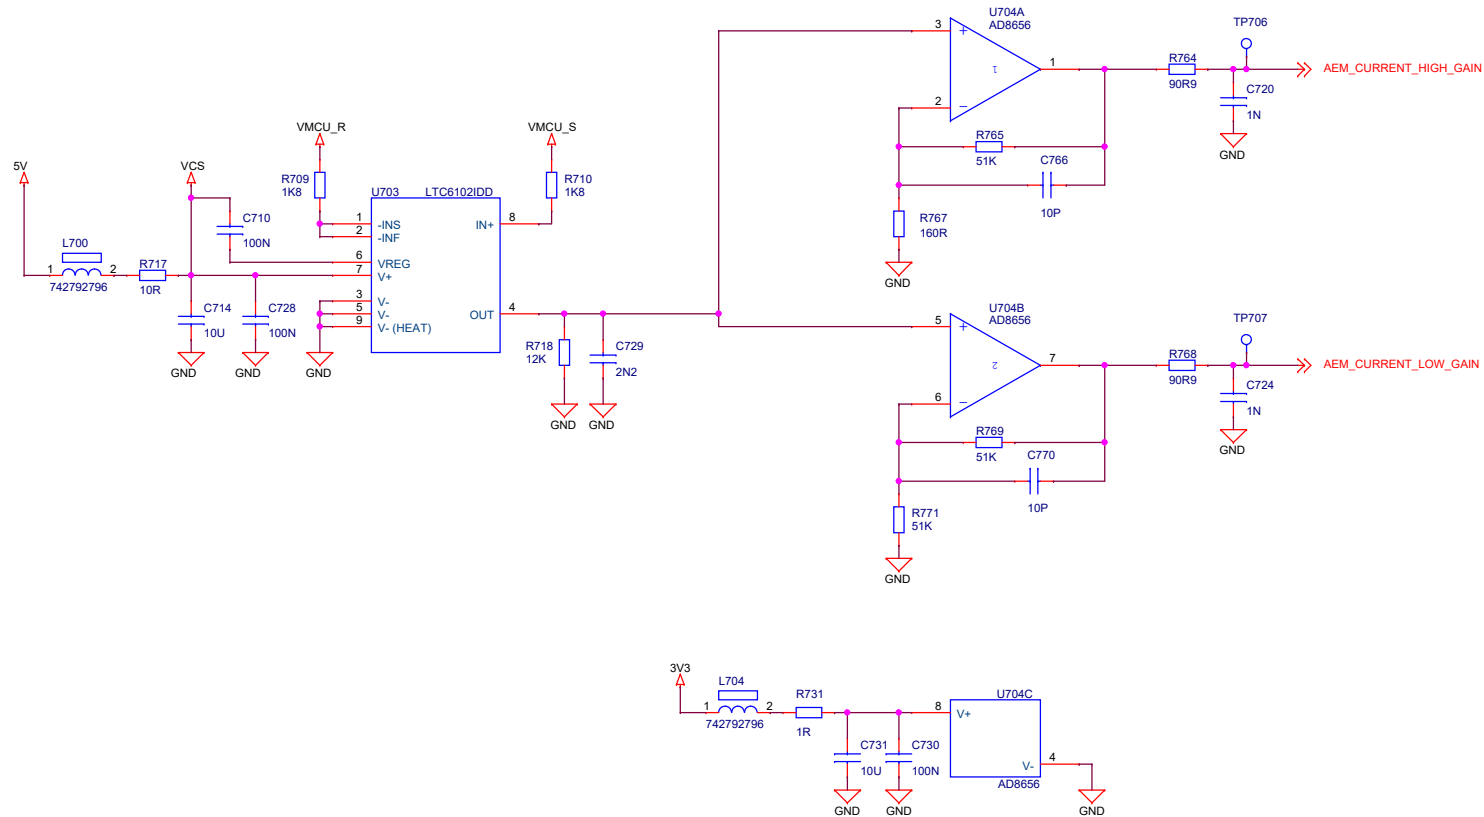 U704A
AD8656
TP706
3
+
1
1
R764
90R9
AEM_CURRENT_HIGH_GAIN
C720
1N
2
−
GND
R765
51K
C766
10P
R767
160R
GND
5V
VCS
VMCU_R
VMCU_S
R709
1K8
R710
1K8
U703
LTC6102IDD
C710
100N
1
-INS
2
-INF
IN+
8
6
VREG
7
V+
L700
1
2
742792796
R717
10R
3
V-
5
V-
9
V- (HEAT)
OUT
4
C714
10U
C728
100N
GND
GND
GND
R718
12K
C729
2N2
GND
GND
U704B
AD8656
TP707
5
+
2
7
R768
90R9
AEM_CURRENT_LOW_GAIN
C724
1N
6
−
GND
R769
51K
C770
10P
R771
51K
GND
3V3
L704
1
2
742792796
R731
1R
C731
10U
C730
100N
GND
GND
U704C
8
V+
V-
4
AD8656
GND